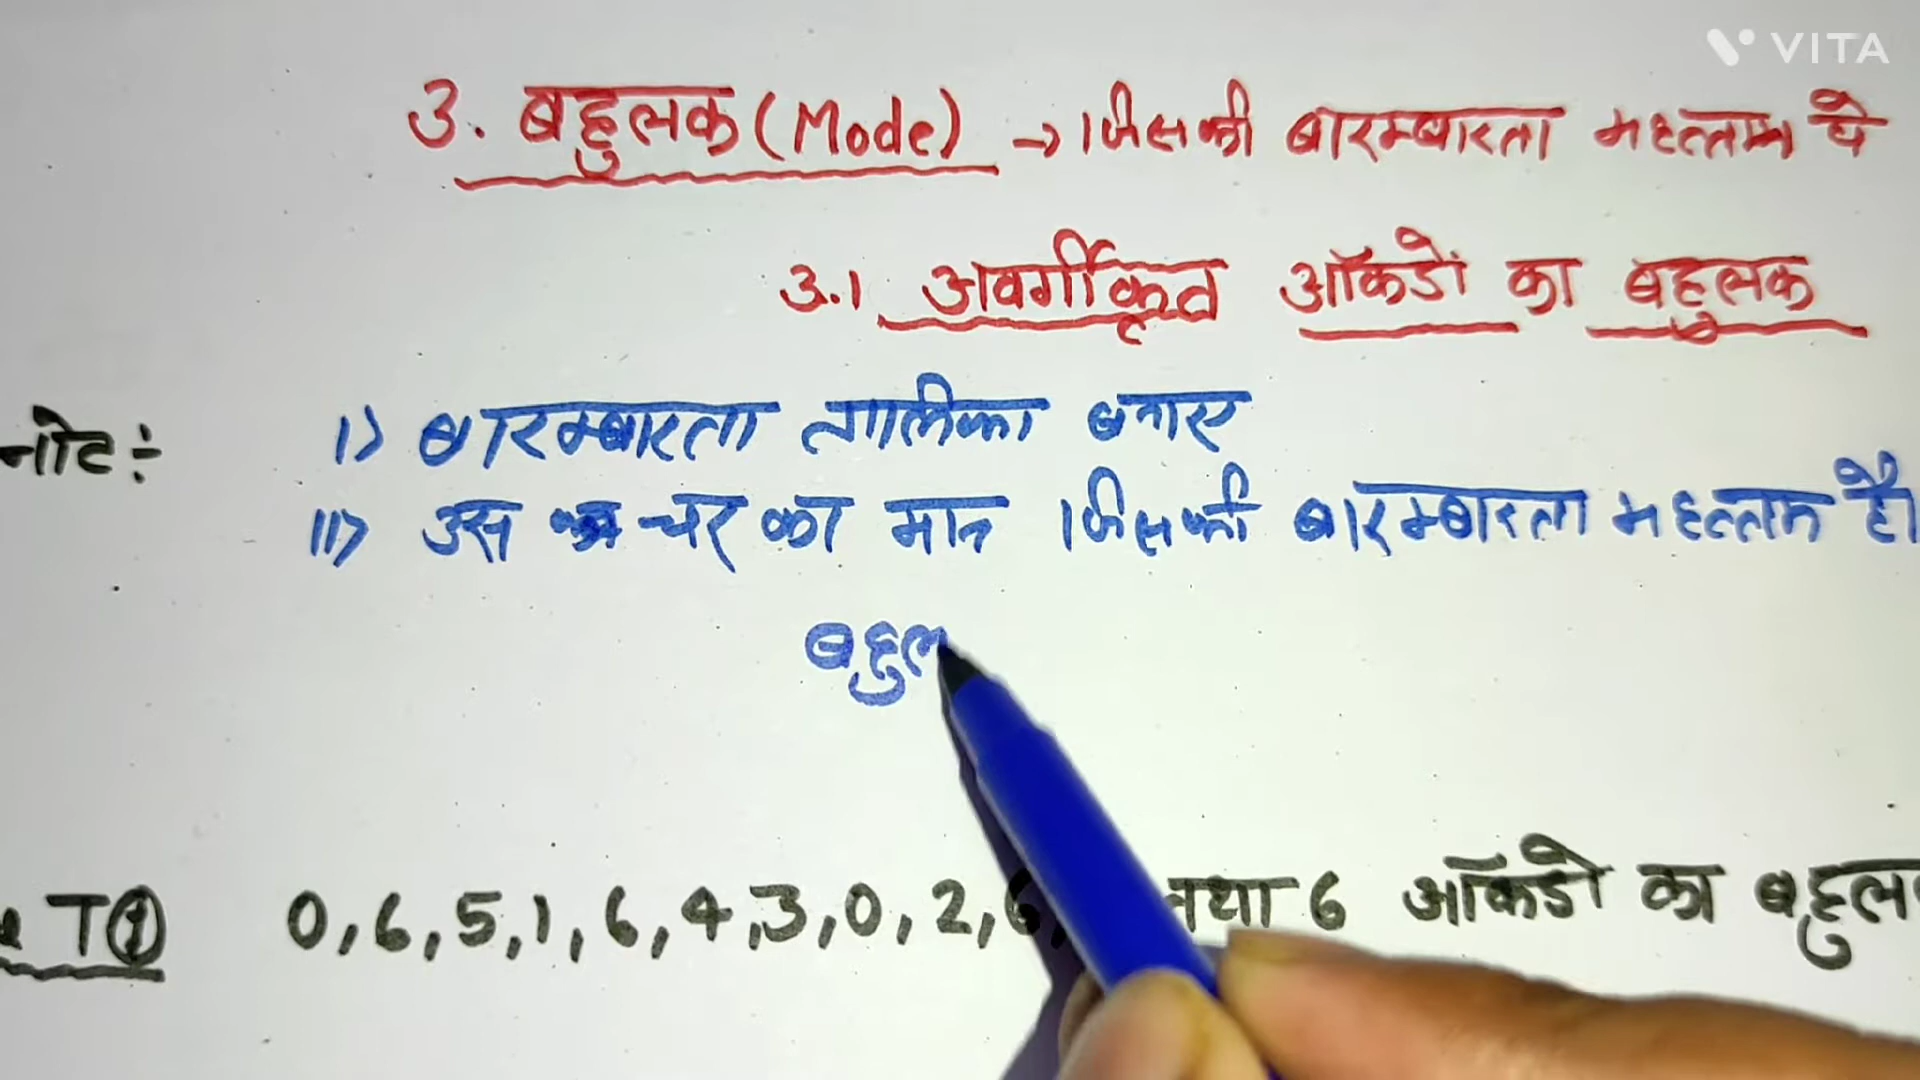 VITA
3. बहुलक (Mode) → जिसकी बारम्बारता महत्तम
3.1 अवर्गीकृत आँकडों का बहुलक
नोट ÷
i> बारम्बारता तालिका बनाए
ii> उस चर का मान जिसकी बारम्बारता महत्तम है।
बहुल
T① 0, 6, 5, 1, 6, 4, 3, 0, 2, 6, तथा 6 आँकडो का बहुल